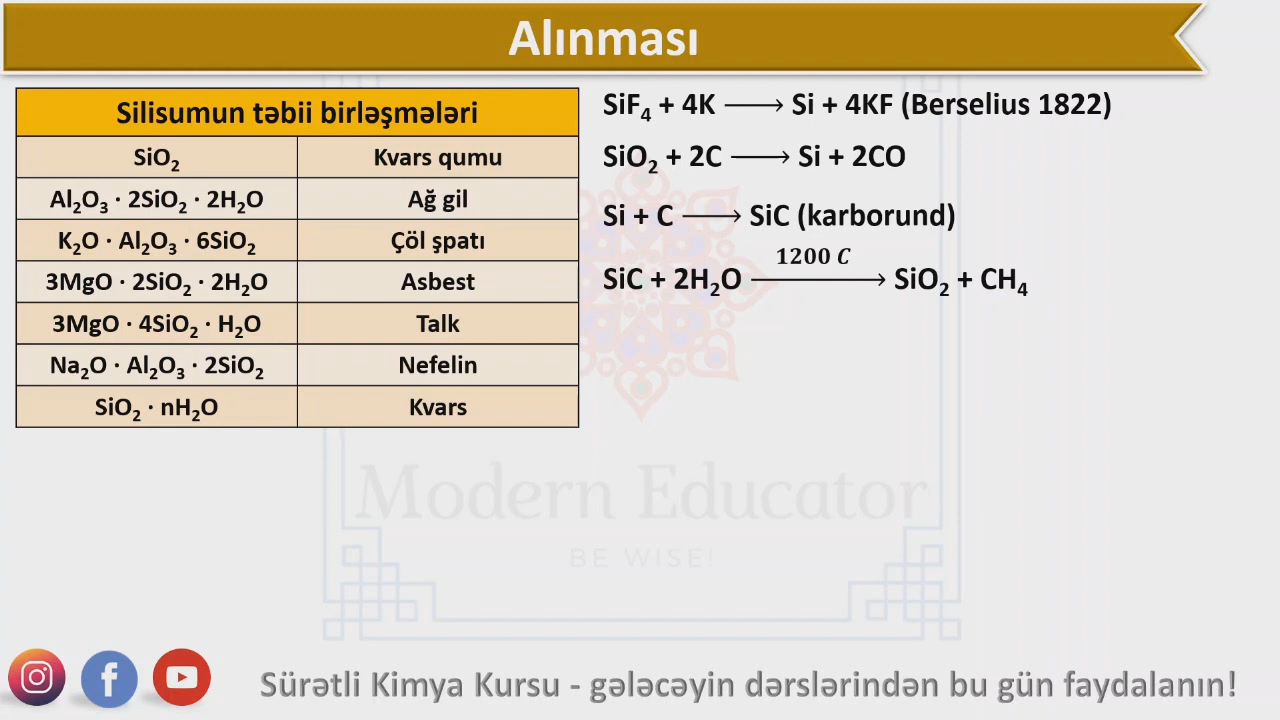 Alınması
Silisumun təbii birləşmələri
SiO₂ Kvars qumu
Al₂O₃ · 2SiO₂ · 2H₂O Ağ gil
K₂O · Al₂O₃ · 6SiO₂ Çöl şpatı
3MgO · 2SiO₂ · 2H₂O Asbest
3MgO · 4SiO₂ · H₂O Talk
Na₂O · Al₂O₃ · 2SiO₂ Nefelin
SiO₂ · nH₂O Kvars
SiF₄ + 4K ⟶ Si + 4KF (Berselius 1822)
SiO₂ + 2C ⟶ Si + 2CO
Si + C ⟶ SiC (karborund)
1200 C
SiC + 2H₂O ⟶ SiO₂ + CH₄
Modern Educator
BE WISE!
Sürətli Kimya Kursu - gələcəyin dərslərindən bu gün faydalanın!